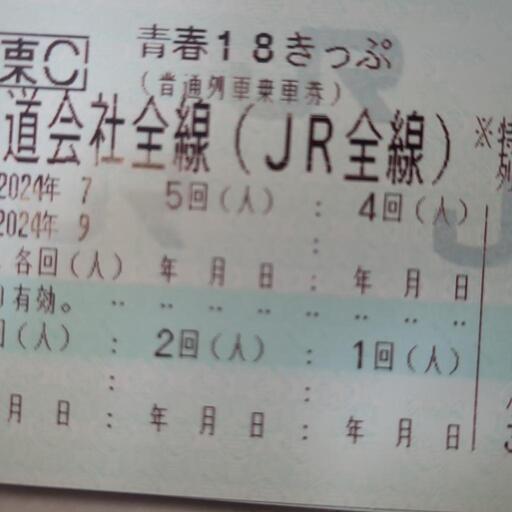 東C 青春18きっぷ
(普通列車乗車券)
道会社全線(JR全線) ※特
列
2024年 7 5回(人) : 4回(人)
2024年 9 :
各回(人) 年 月 日 : 年 月 日
有効。 ‥ ‥ ‥ ‥ ‥ ‥ ‥
回(人) : 2回(人) : 1回(人)
: :
月 日 : 年 月 日 : 年 月 日